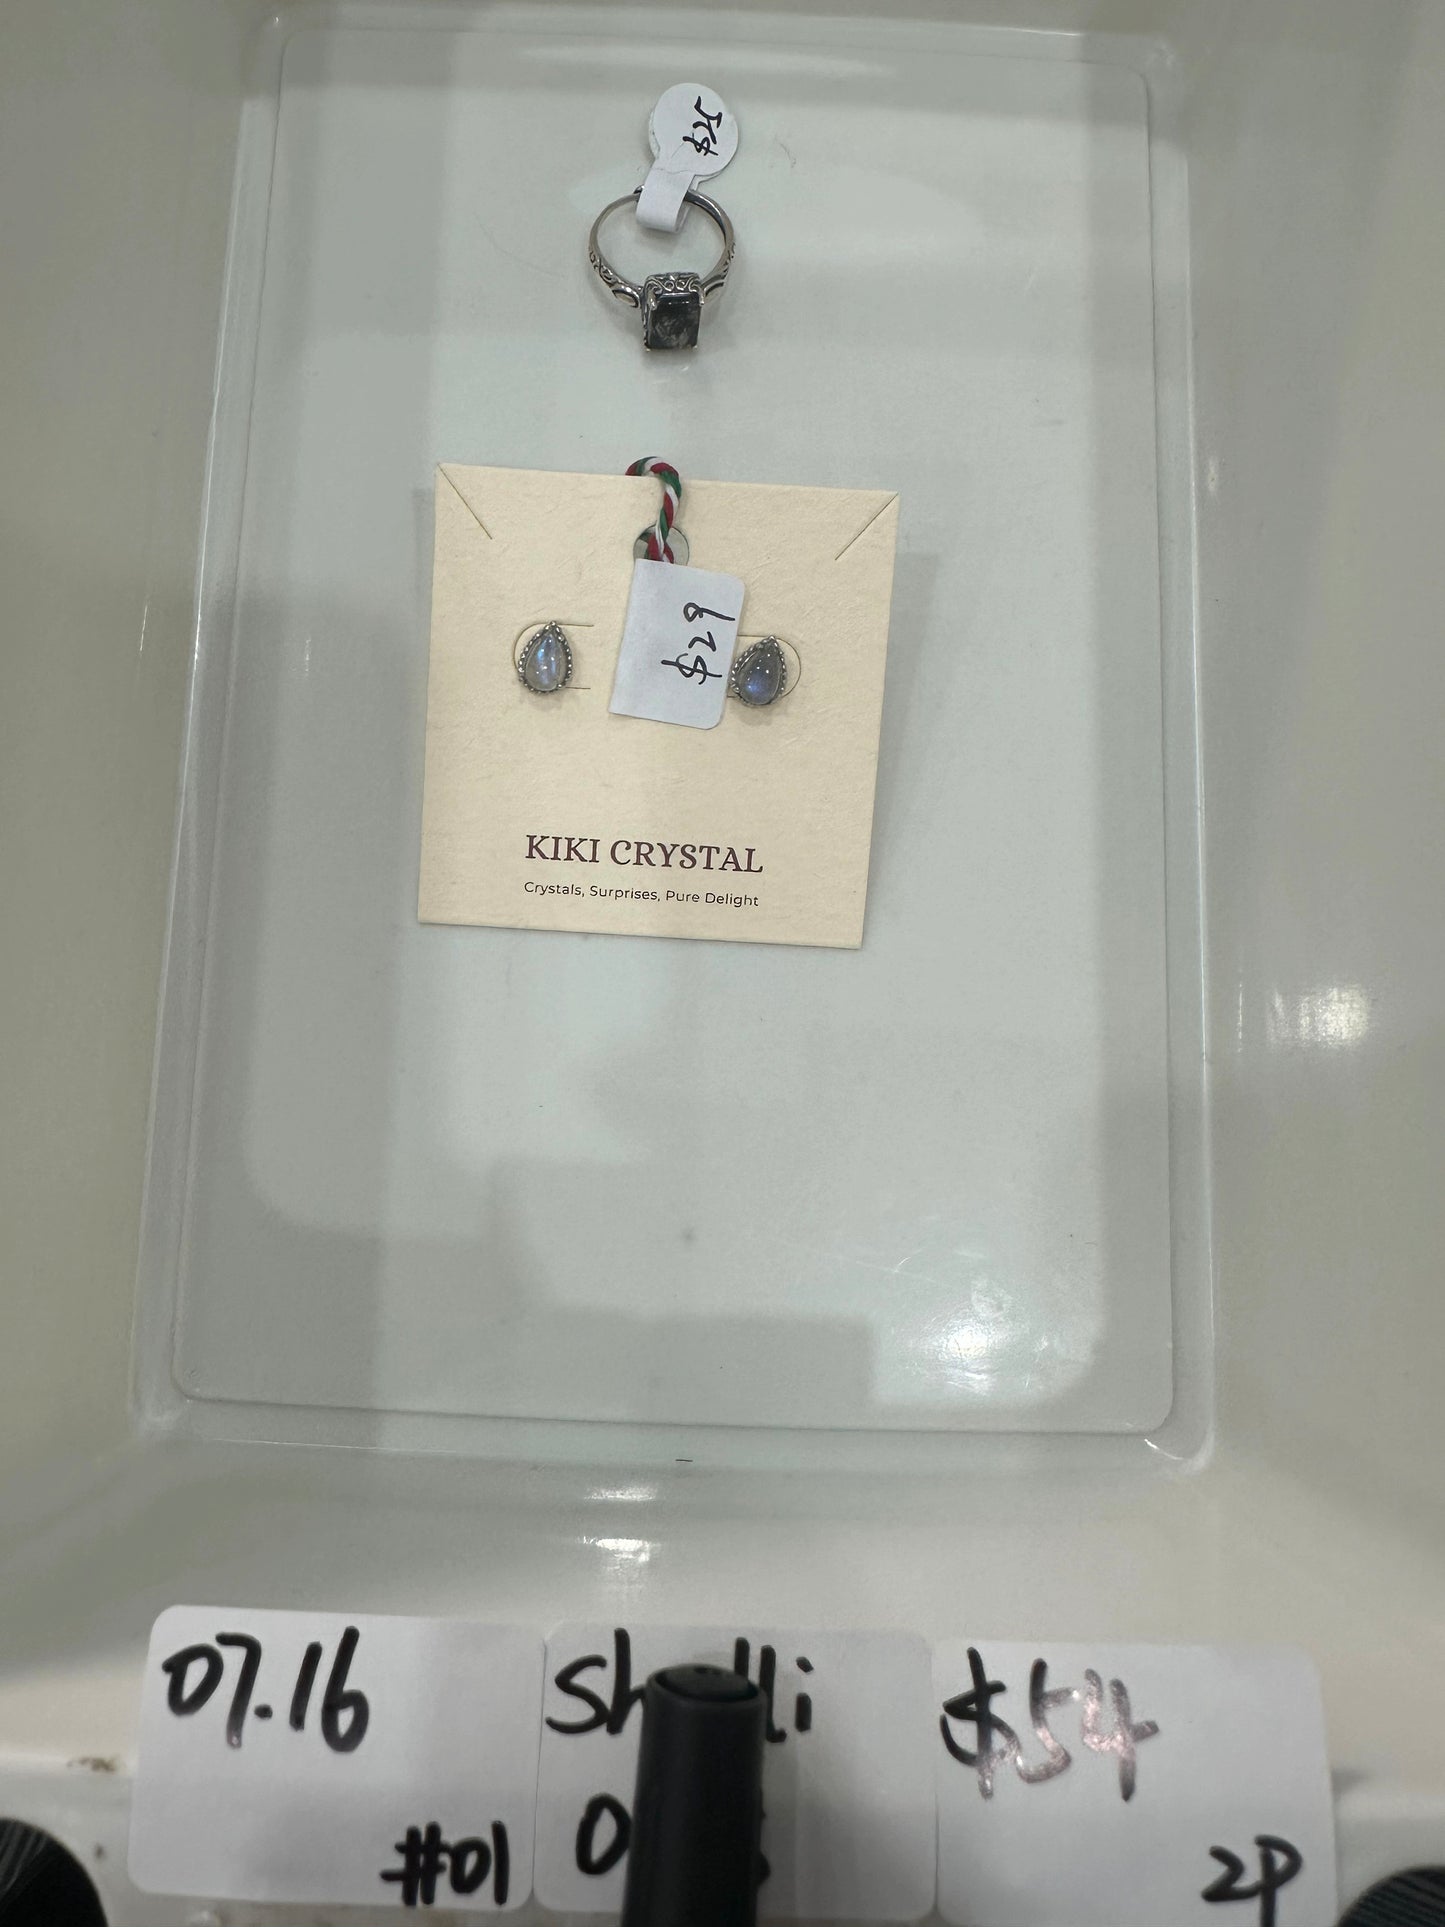 $25
$29
KIKI CRYSTAL
Crystals, Surprises, Pure Delight
07.16
#01
$54
2P